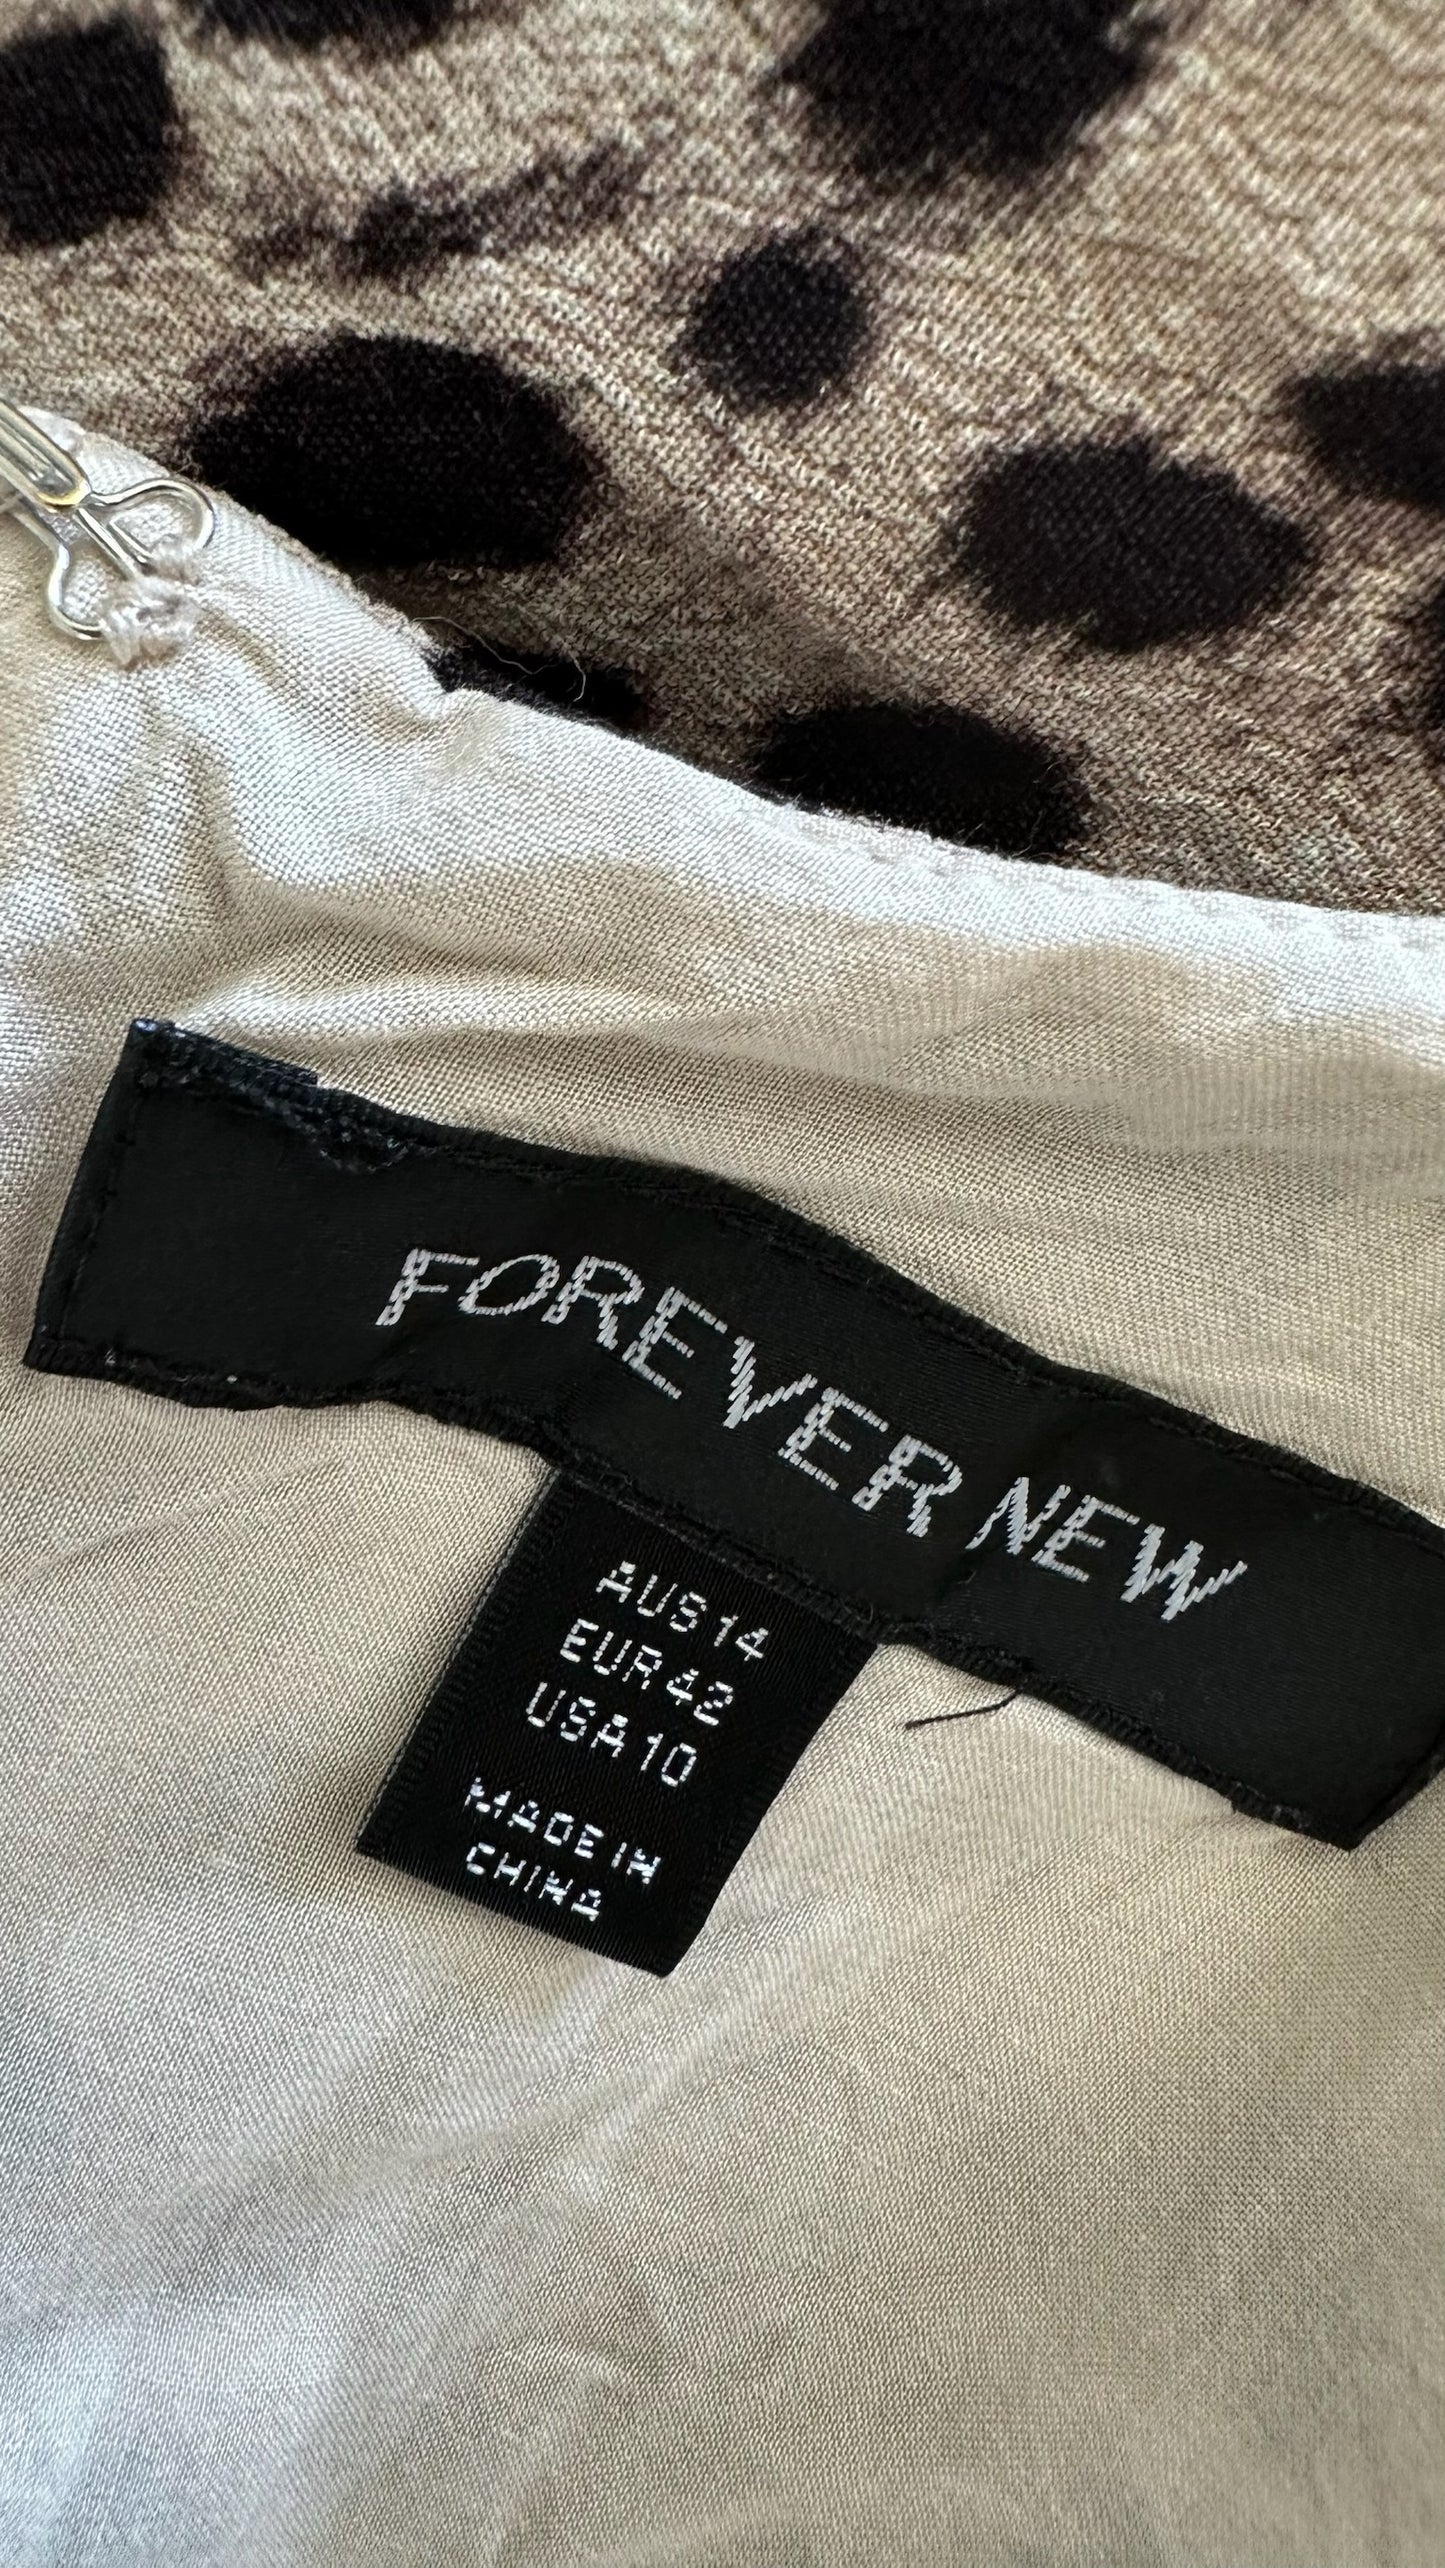 FOREVER NEW
AUS 14
EUR 42
USA 10
MADE IN
CHINA